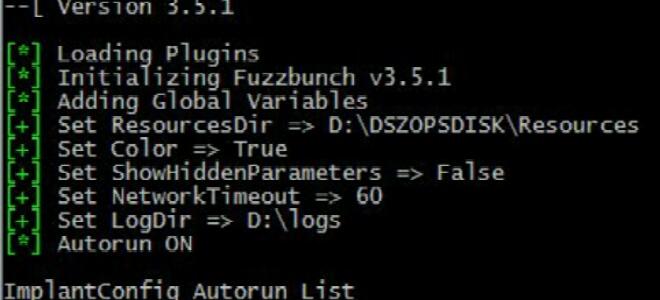 --[ Version 3.5.1
[*] Loading Plugins
[*] Initializing Fuzzbunch v3.5.1
[*] Adding Global Variables
[+] Set ResourcesDir => D:\DSZOPSDISK\Resources
[+] Set Color => True
[+] Set ShowHiddenParameters => False
[+] Set NetworkTimeout => 60
[+] Set LogDir => D:\logs
[*] Autorun ON
ImplantConfig Autorun List